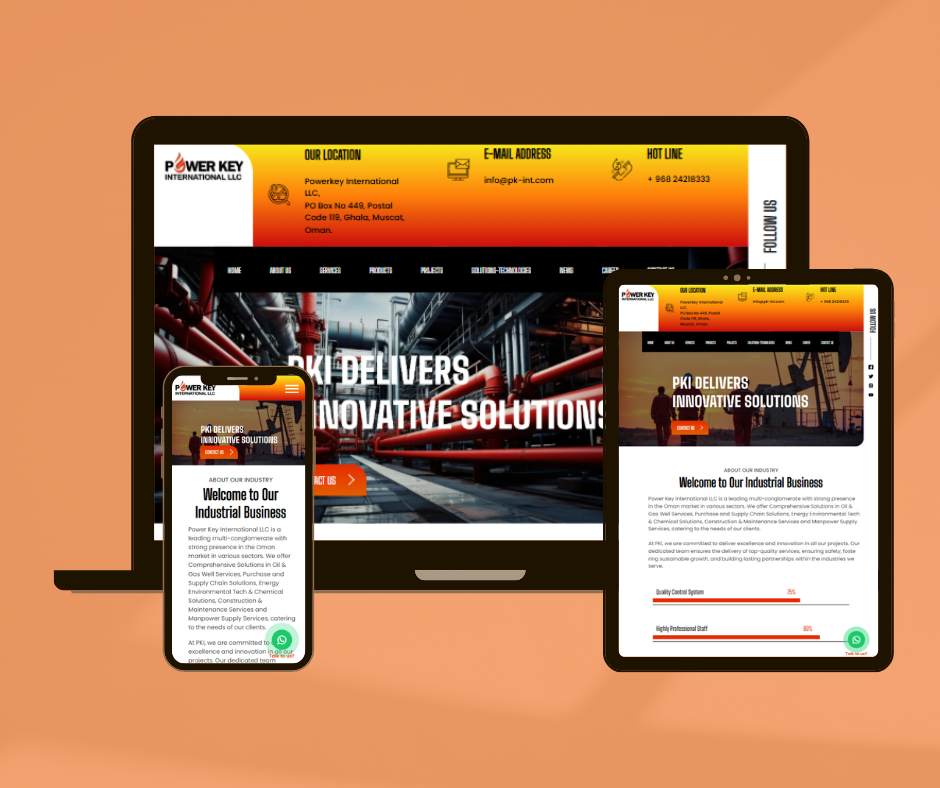 POWER KEY
INTERNATIONAL LLC
OUR LOCATION
Powerkey International
LLC,
PO Box No 449, Postal
Code 119, Ghala, Muscat,
Oman.
E-MAIL ADDRESS
info@pk-int.com
HOT LINE
+ 968 24218333
FOLLOW US
HOME ABOUT US SERVICES PRODUCTS PROJECTS SOLUTIONS-TECHNOLOGIES NEWS
PKI DELIVERS
INNOVATIVE SOLUTIONS
ACT US
POWER KEY
INTERNATIONAL LLC
PKI DELIVERS
INNOVATIVE SOLUTIONS
CONTACT US
ABOUT OUR INDUSTRY
Welcome to Our
Industrial Business
Power Key International LLC is a
leading multi-conglomerate with
strong presence in the Oman
market in various sectors. We offer
Comprehensive Solutions in Oil &
Gas Well Services, Purchase and
Supply Chain Solutions, Energy
Environmental Tech & Chemical
Solutions, Construction &
Maintenance Services and
Manpower Supply Services, catering
to the needs of our clients.
At PKI, we are committed to
excellence and innovation in all our
projects. Our dedicated team
Talk to us?
POWER KEY
INTERNATIONAL LLC
OUR LOCATION
Powerkey International
LLC,
PO Box No 449, Postal
Code 119, Ghala,
Muscat, Oman.
E-MAIL ADDRESS
info@pk-int.com
HOT LINE
+ 968 24218333
FOLLOW US
HOME ABOUT US SERVICES PRODUCTS PROJECTS SOLUTIONS-TECHNOLOGIES NEWS CAREER CONTACT US
PKI DELIVERS
INNOVATIVE SOLUTIONS
CONTACT US
ABOUT OUR INDUSTRY
Welcome to Our Industrial Business
Power Key International LLC is a leading multi-conglomerate with strong presence
in the Oman market in various sectors. We offer Comprehensive Solutions in Oil &
Gas Well Services, Purchase and Supply Chain Solutions, Energy Environmental Tech
& Chemical Solutions, Construction & Maintenance Services and Manpower Supply
Services, catering to the needs of our clients.
At PKI, we are committed to deliver excellence and innovation in all our projects. Our
dedicated team ensures the delivery of top-quality services, ensuring safety, foste
ring sustainable growth, and building lasting partnerships within the industries we
serve.
Quality Control System 75%
Highly Professional Staff 80%
Talk to us?